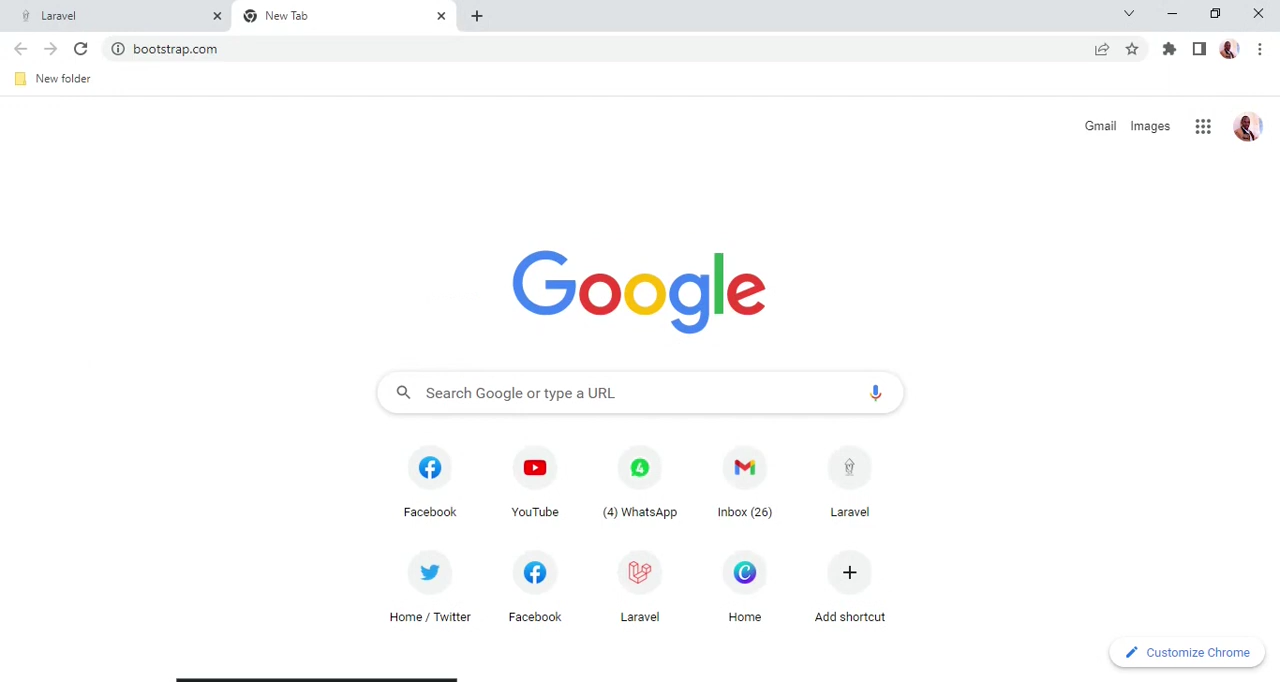 Laravel
New Tab
bootstrap.com
New folder
Gmail Images
Google
Search Google or type a URL
4
Facebook YouTube (4) WhatsApp Inbox (26) Laravel
Home / Twitter Facebook Laravel Home Add shortcut
Customize Chrome